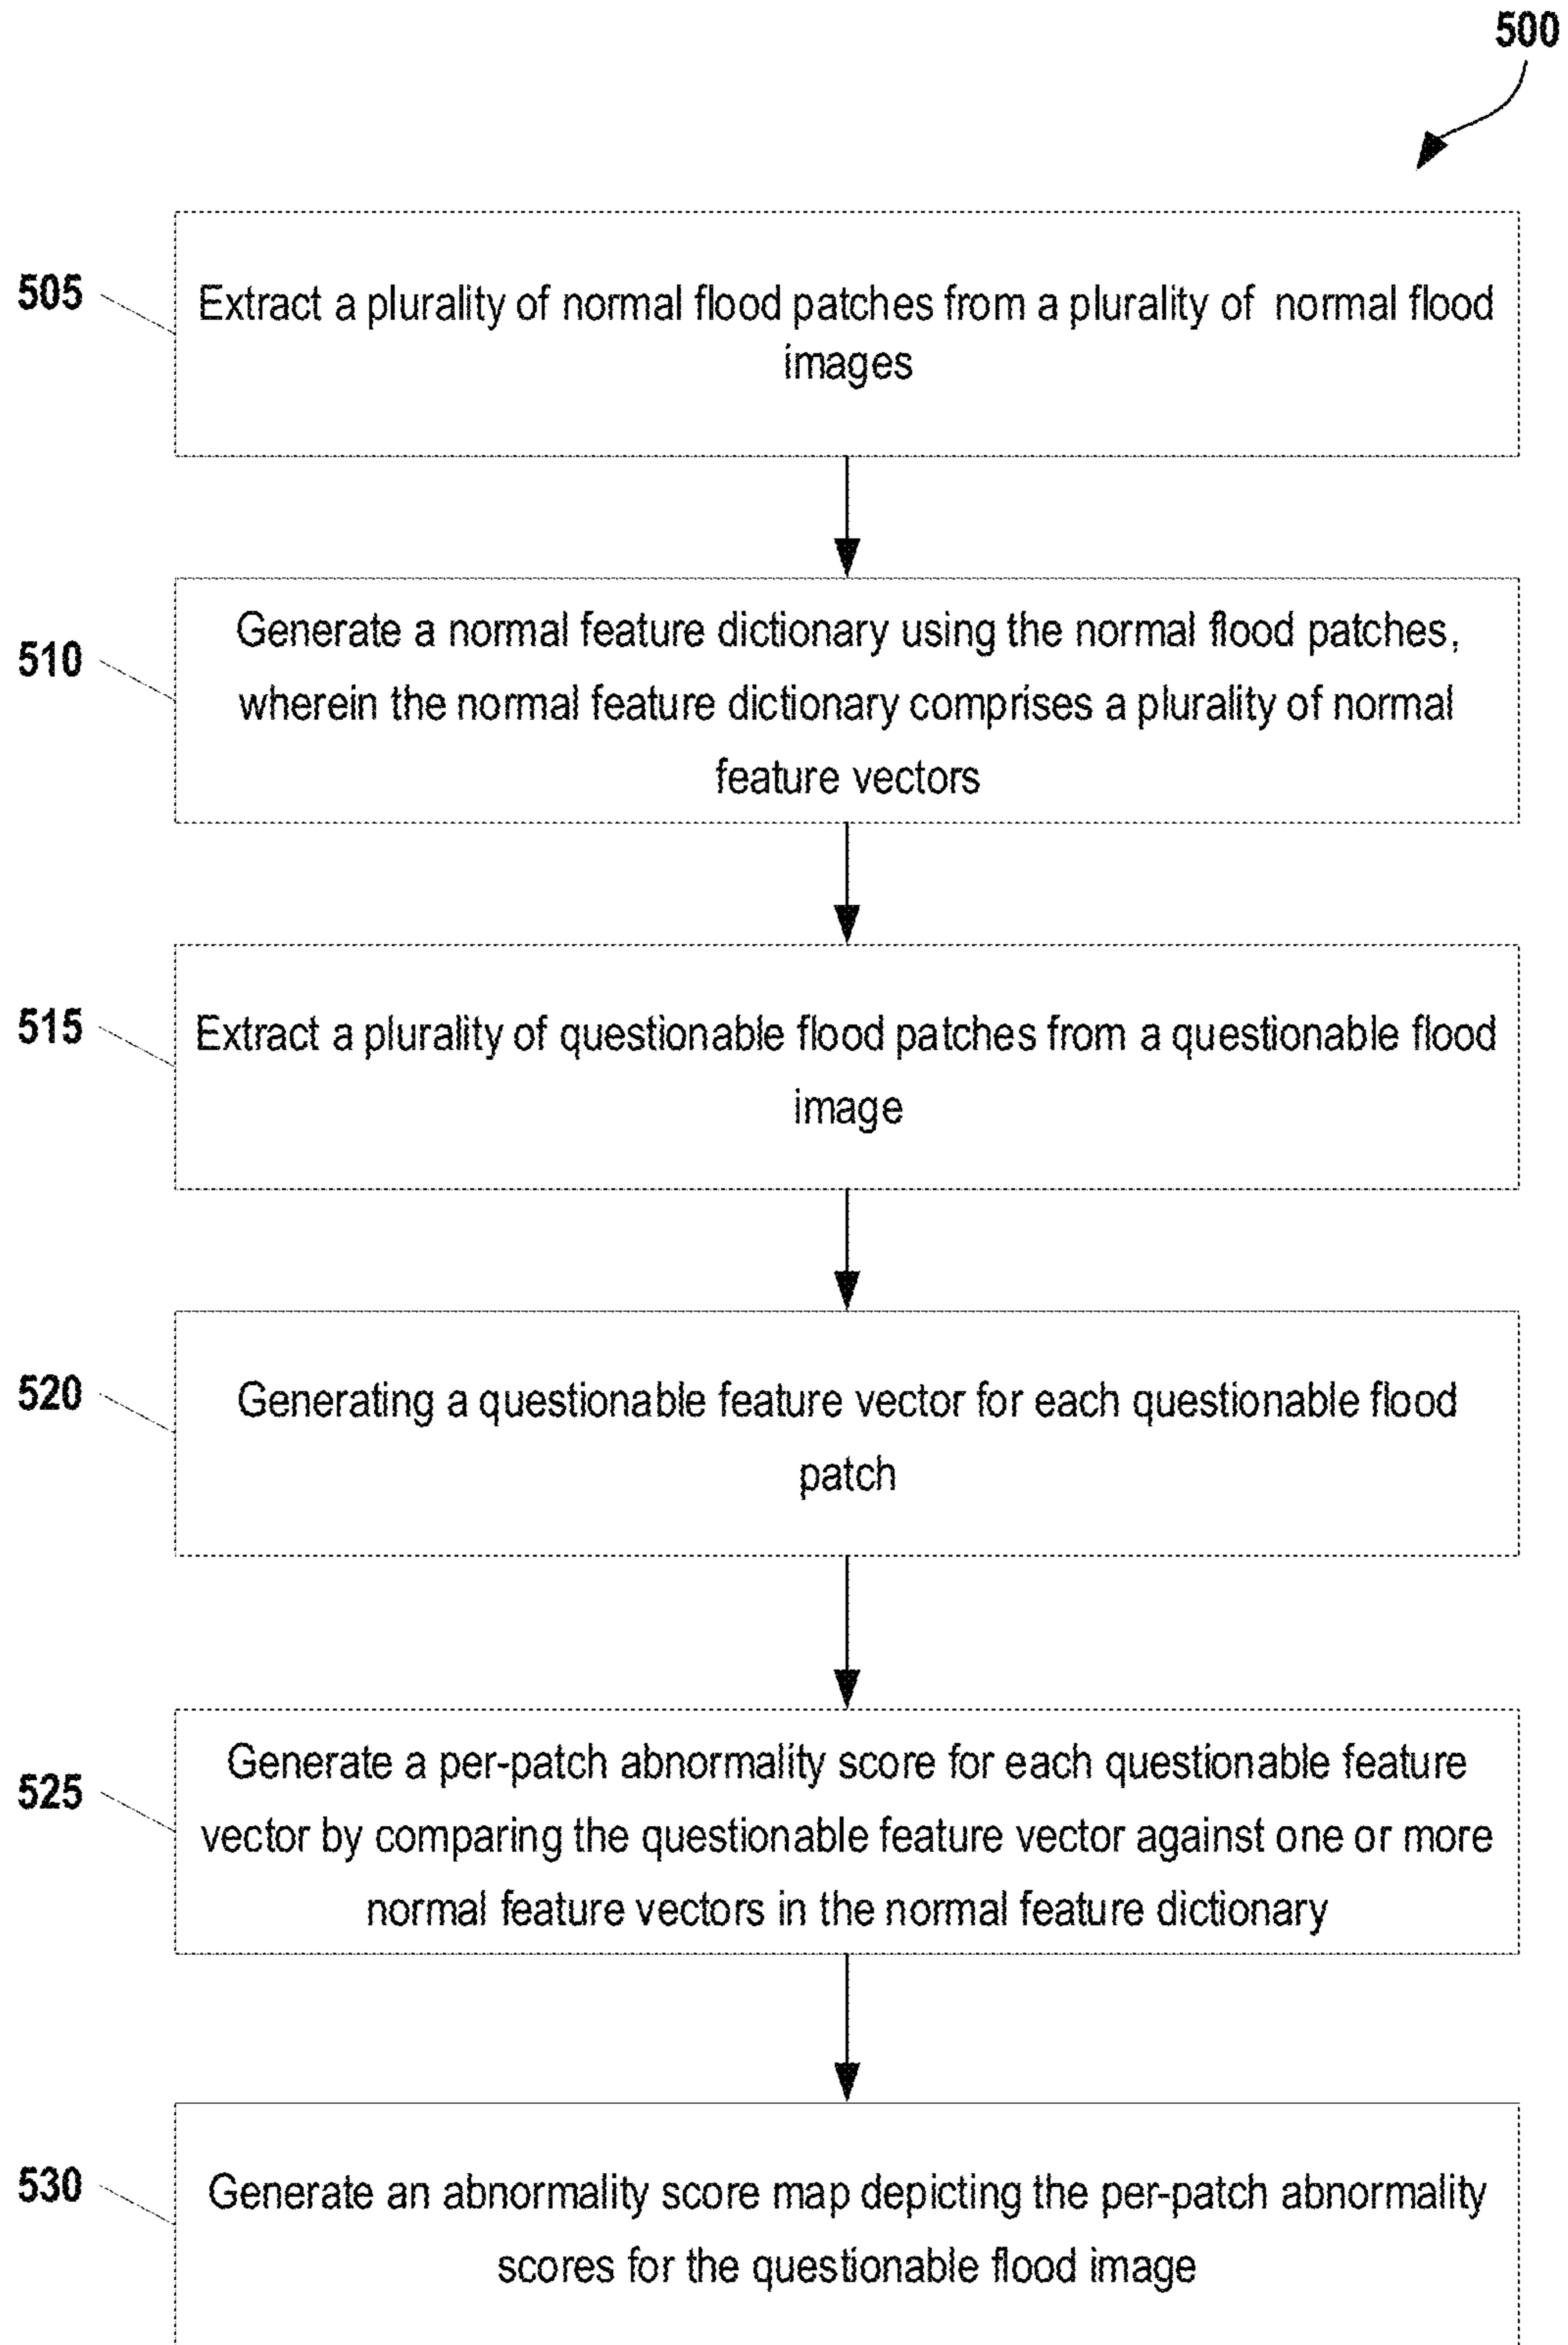 500
505
Extract a plurality of normal flood patches from a plurality of normal flood
images
510
Generate a normal feature dictionary using the normal flood patches,
wherein the normal feature dictionary comprises a plurality of normal
feature vectors
515
Extract a plurality of questionable flood patches from a questionable flood
image
520
Generating a questionable feature vector for each questionable flood
patch
525
Generate a per-patch abnormality score for each questionable feature
vector by comparing the questionable feature vector against one or more
normal feature vectors in the normal feature dictionary
530
Generate an abnormality score map depicting the per-patch abnormality
scores for the questionable flood image